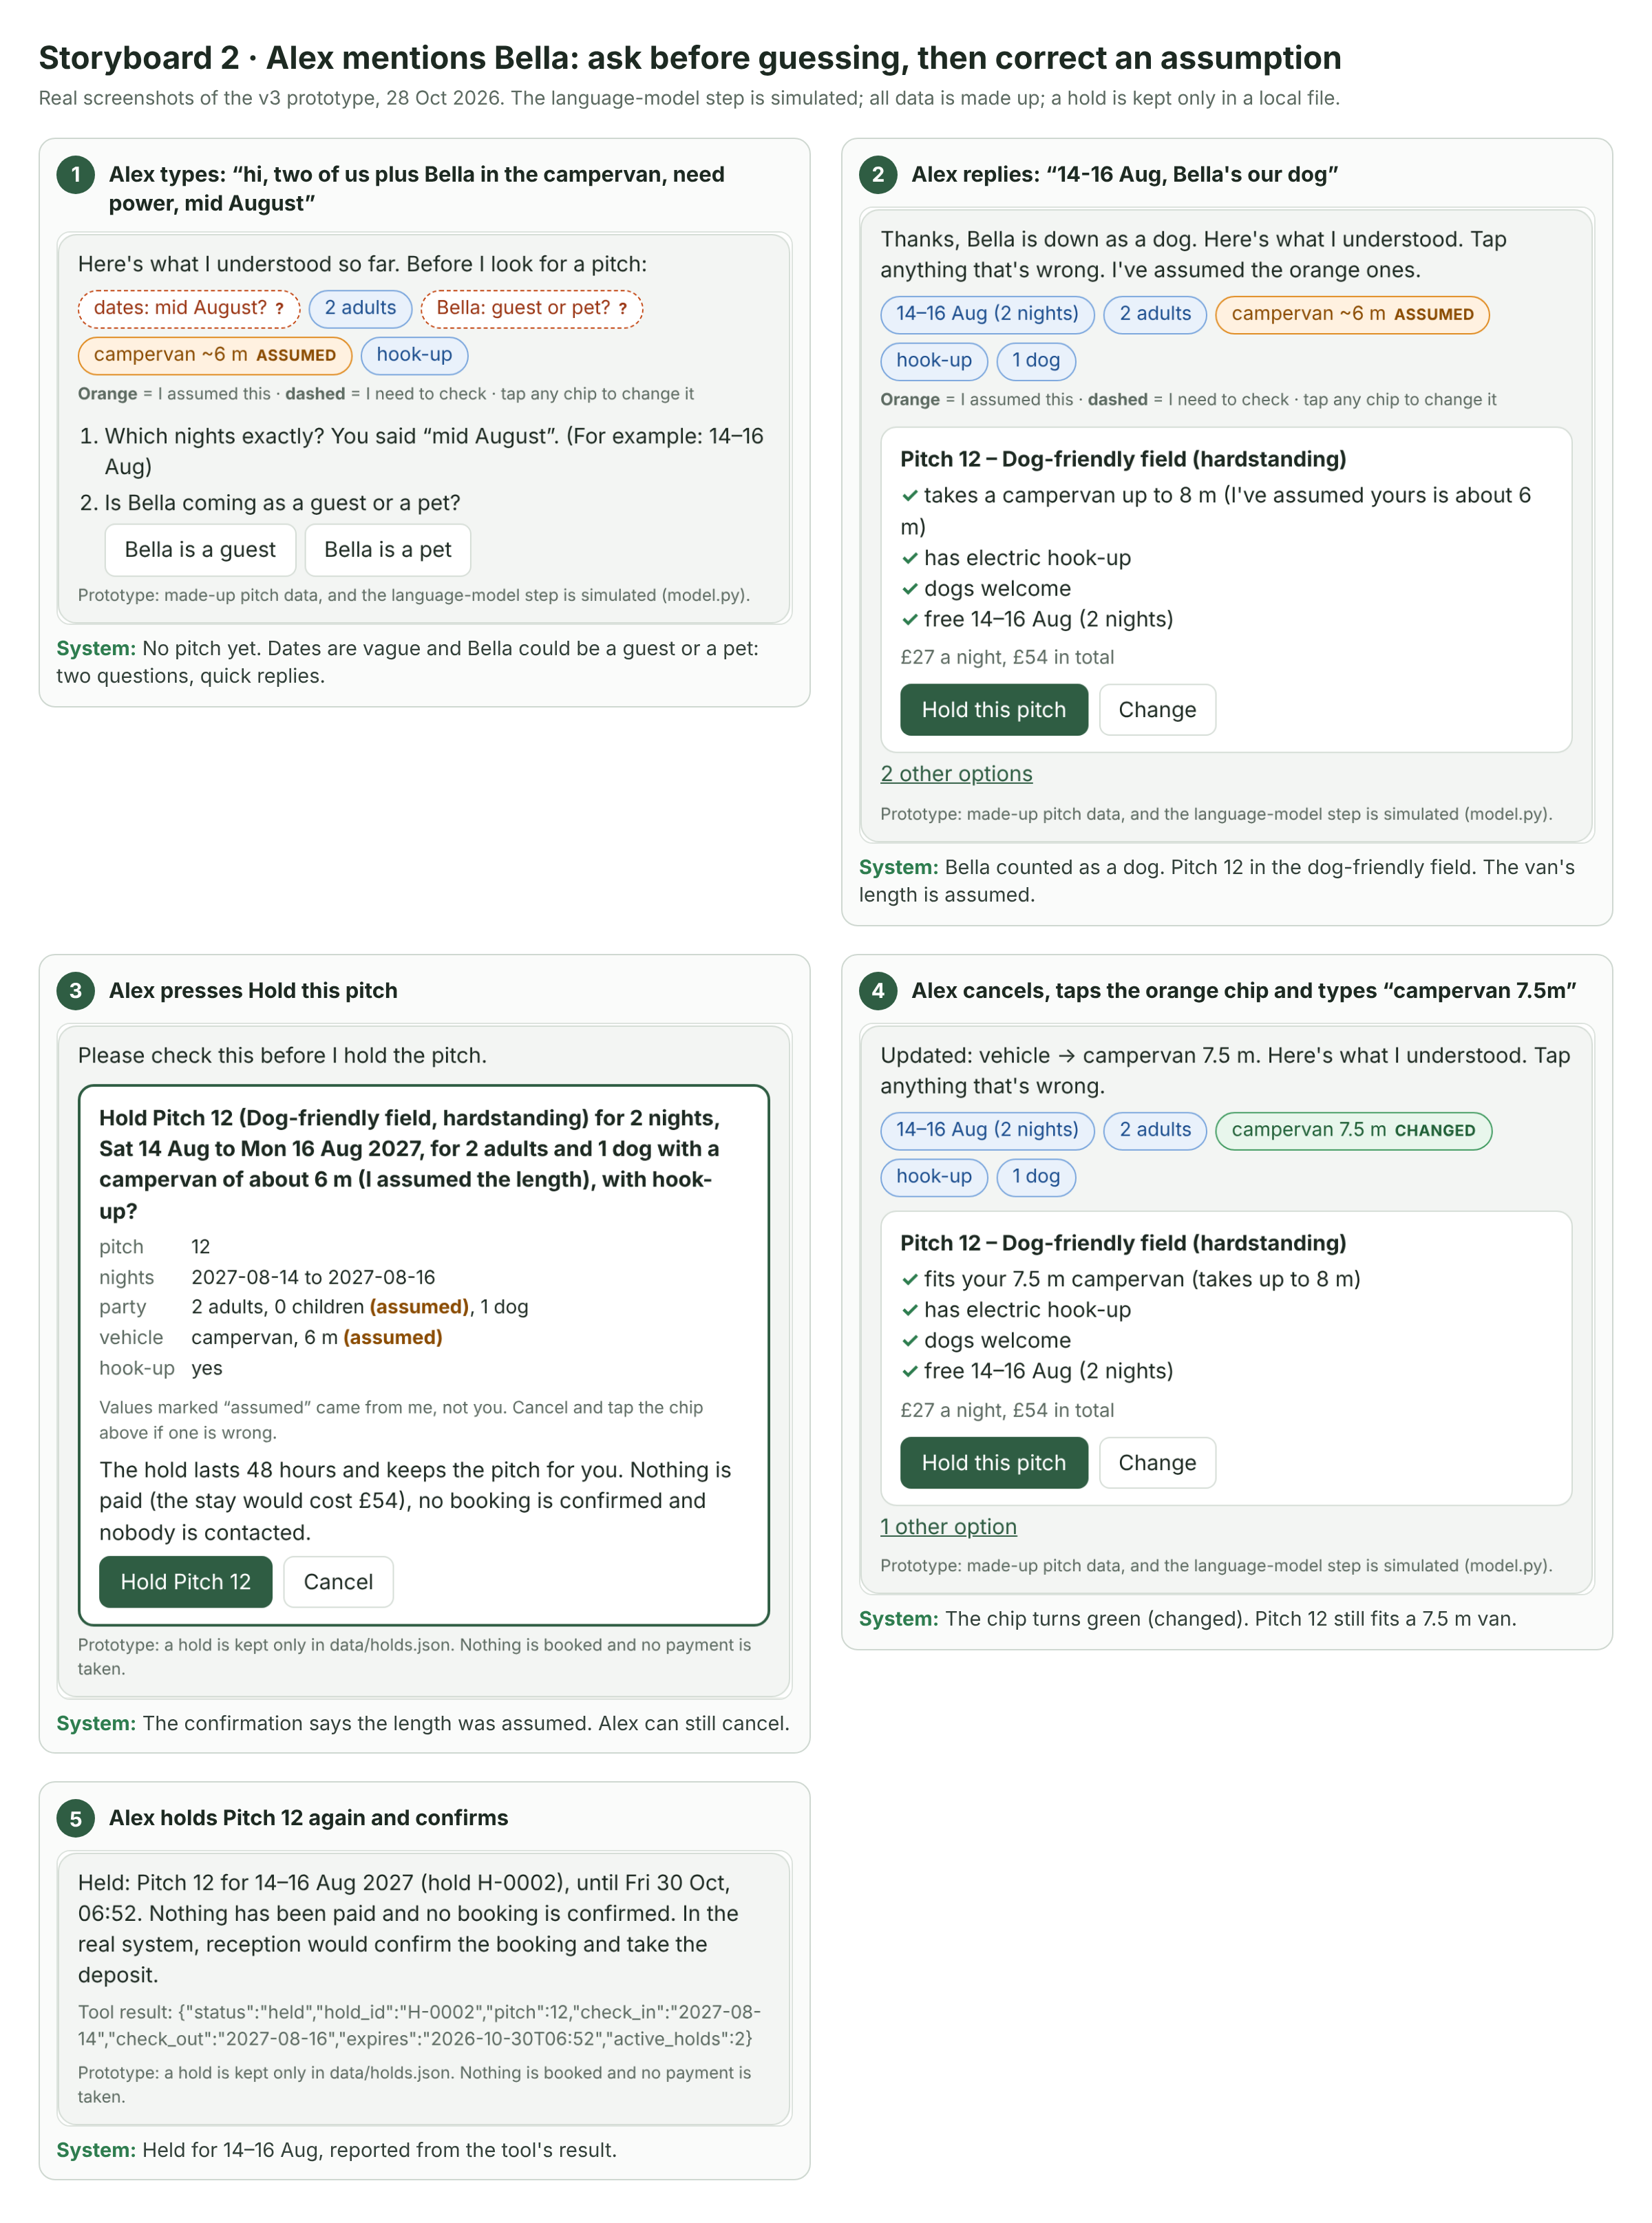 Storyboard 2 · Alex mentions Bella: ask before guessing, then correct an assumption
Real screenshots of the v3 prototype, 28 Oct 2026. The language-model step is simulated; all data is made up; a hold is kept only in a local file.
1
Alex types: “hi, two of us plus Bella in the campervan, need
power, mid August”
Here's what I understood so far. Before I look for a pitch:
dates: mid August? ?
2 adults
Bella: guest or pet? ?
campervan ~6 m ASSUMED
hook-up
Orange = I assumed this · dashed = I need to check · tap any chip to change it
1. Which nights exactly? You said “mid August”. (For example: 14–16
Aug)
2. Is Bella coming as a guest or a pet?
Bella is a guest
Bella is a pet
Prototype: made-up pitch data, and the language-model step is simulated (model.py).
System: No pitch yet. Dates are vague and Bella could be a guest or a pet:
two questions, quick replies.
2
Alex replies: “14-16 Aug, Bella's our dog”
Thanks, Bella is down as a dog. Here's what I understood. Tap
anything that's wrong. I've assumed the orange ones.
14–16 Aug (2 nights)
2 adults
campervan ~6 m ASSUMED
hook-up
1 dog
Orange = I assumed this · dashed = I need to check · tap any chip to change it
Pitch 12 – Dog-friendly field (hardstanding)
✓ takes a campervan up to 8 m (I've assumed yours is about 6
m)
✓ has electric hook-up
✓ dogs welcome
✓ free 14–16 Aug (2 nights)
£27 a night, £54 in total
Hold this pitch
Change
2 other options
Prototype: made-up pitch data, and the language-model step is simulated (model.py).
System: Bella counted as a dog. Pitch 12 in the dog-friendly field. The van's
length is assumed.
3
Alex presses Hold this pitch
Please check this before I hold the pitch.
Hold Pitch 12 (Dog-friendly field, hardstanding) for 2 nights,
Sat 14 Aug to Mon 16 Aug 2027, for 2 adults and 1 dog with a
campervan of about 6 m (I assumed the length), with hook-
up?
pitch 12
nights 2027-08-14 to 2027-08-16
party 2 adults, 0 children (assumed), 1 dog
vehicle campervan, 6 m (assumed)
hook-up yes
Values marked “assumed” came from me, not you. Cancel and tap the chip
above if one is wrong.
The hold lasts 48 hours and keeps the pitch for you. Nothing is
paid (the stay would cost £54), no booking is confirmed and
nobody is contacted.
Hold Pitch 12
Cancel
Prototype: a hold is kept only in data/holds.json. Nothing is booked and no payment is
taken.
System: The confirmation says the length was assumed. Alex can still cancel.
4
Alex cancels, taps the orange chip and types “campervan 7.5m”
Updated: vehicle → campervan 7.5 m. Here's what I understood. Tap
anything that's wrong.
14–16 Aug (2 nights)
2 adults
campervan 7.5 m CHANGED
hook-up
1 dog
Pitch 12 – Dog-friendly field (hardstanding)
✓ fits your 7.5 m campervan (takes up to 8 m)
✓ has electric hook-up
✓ dogs welcome
✓ free 14–16 Aug (2 nights)
£27 a night, £54 in total
Hold this pitch
Change
1 other option
Prototype: made-up pitch data, and the language-model step is simulated (model.py).
System: The chip turns green (changed). Pitch 12 still fits a 7.5 m van.
5
Alex holds Pitch 12 again and confirms
Held: Pitch 12 for 14–16 Aug 2027 (hold H-0002), until Fri 30 Oct,
06:52. Nothing has been paid and no booking is confirmed. In the
real system, reception would confirm the booking and take the
deposit.
Tool result: {"status":"held","hold_id":"H-0002","pitch":12,"check_in":"2027-08-
14","check_out":"2027-08-16","expires":"2026-10-30T06:52","active_holds":2}
Prototype: a hold is kept only in data/holds.json. Nothing is booked and no payment is
taken.
System: Held for 14–16 Aug, reported from the tool's result.